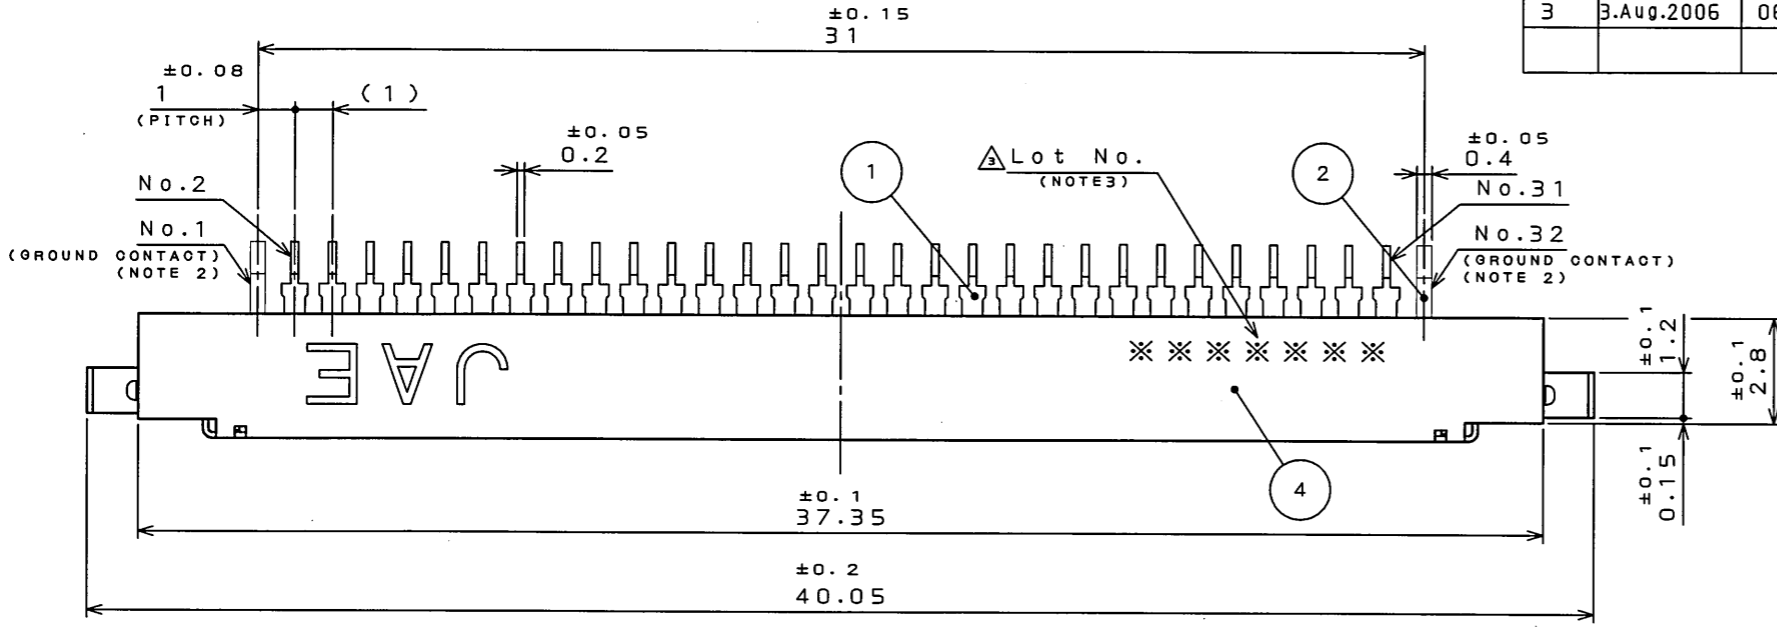 3 3.Aug.2006 06
±0.15
31
±0.08
1 (1)
(PITCH)
±0.05
0.2
1
3 Lot No.
(NOTE3)
2
±0.05
0.4
No.2
No.31
No.1
(GROUND CONTACT)
(NOTE 2)
No.32
(GROUND CONTACT)
(NOTE 2)
JAE
※※※※※※※
±0.1
1.2
±0.1
2.8
±0.1
0.15
4
±0.1
37.35
±0.2
40.05